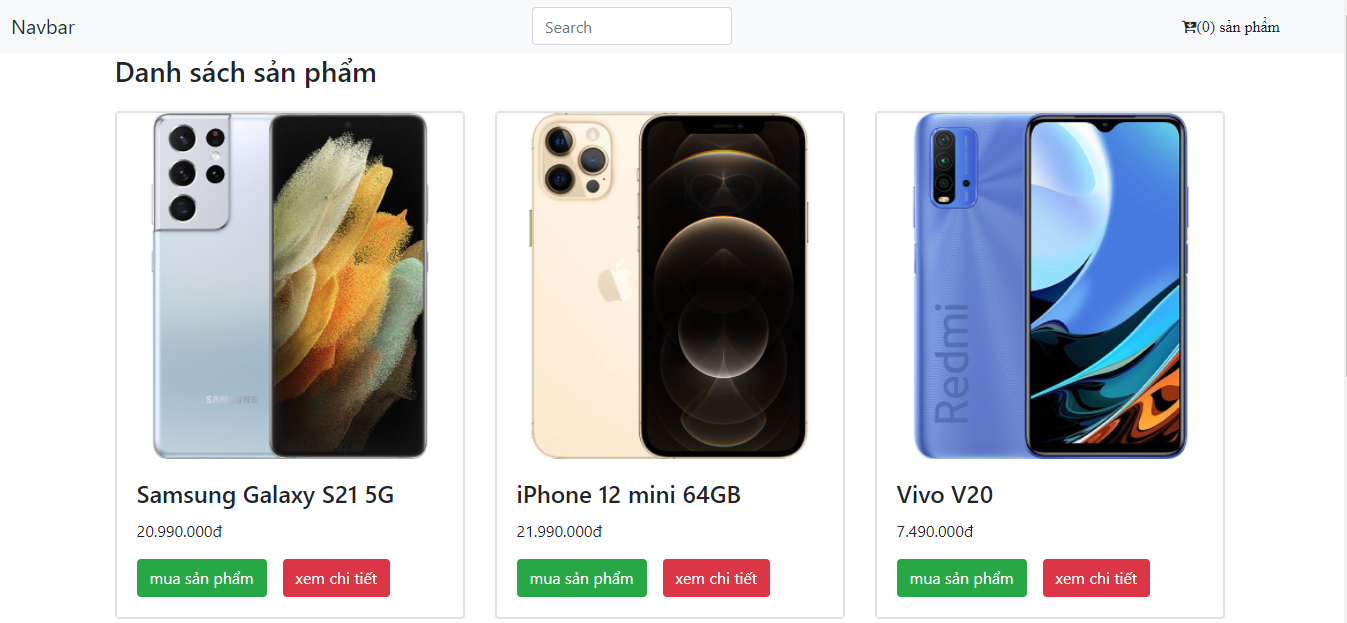 Navbar
Search
(0) sản phẩm
Danh sách sản phẩm
SAMSUNG
Redmi
Samsung Galaxy S21 5G
20.990.000đ
mua sản phẩm
xem chi tiết
iPhone 12 mini 64GB
21.990.000đ
mua sản phẩm
xem chi tiết
Vivo V20
7.490.000đ
mua sản phẩm
xem chi tiết